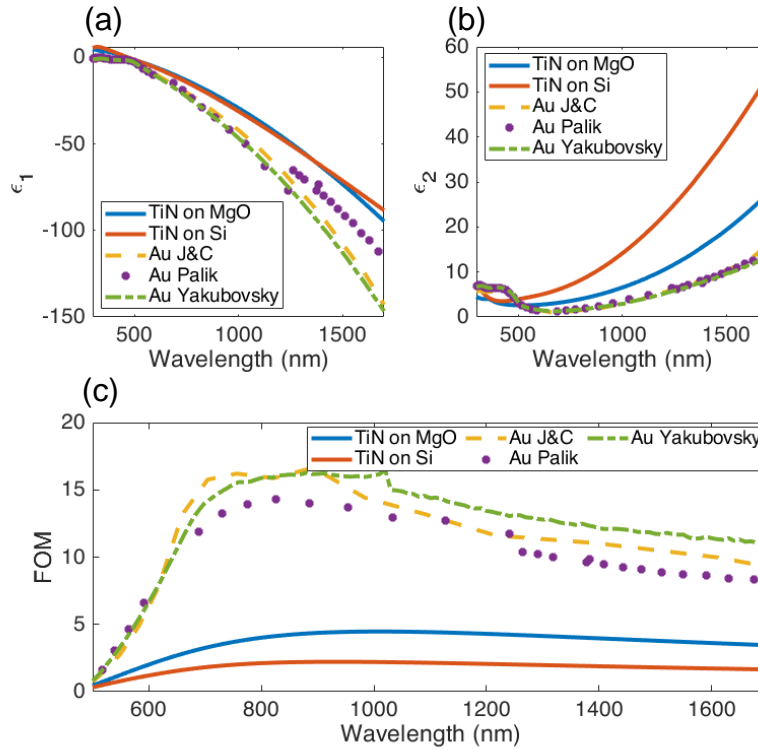 (a)
0
-50
-100
-150
ϵ1
500
1000
1500
Wavelength (nm)
TiN on MgO
TiN on Si
Au J&C
Au Palik
Au Yakubovsky
(b)
60
50
40
30
20
10
0
ϵ2
500
1000
1500
Wavelength (nm)
TiN on MgO
TiN on Si
Au J&C
Au Palik
Au Yakubovsky
(c)
20
15
10
5
0
FOM
600
800
1000
1200
1400
1600
Wavelength (nm)
TiN on MgO
Au J&C
Au Yakubovsky
TiN on Si
Au Palik